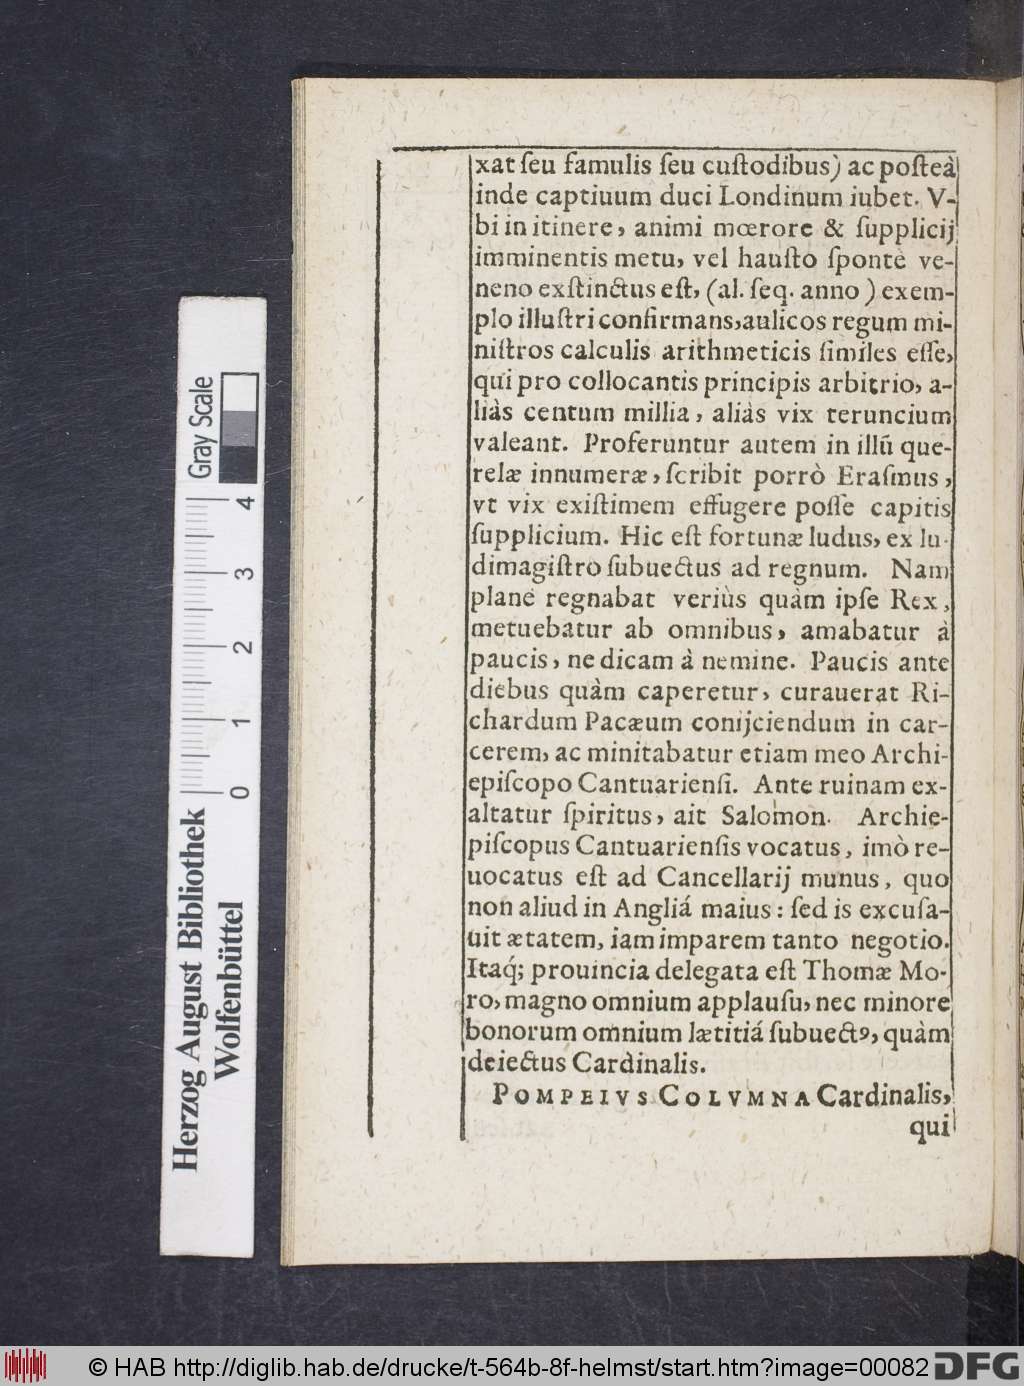 xat ſeu famulis ſeu cuſtodibus) ac poſteà
inde captiuum duci Londinum iubet. V-
bi in itinere, animi mœrore & ſupplicij
imminentis metu, vel hauſto ſpontè ve-
neno exſtinctus eſt, (al. ſeq. anno) exem-
plo illuſtri confirmans, aulicos regum mi-
niſtros calculis arithmeticis ſimiles eſſe,
qui pro collocantis principis arbitrio, a-
liàs centum millia, aliàs vix teruncium
valeant. Proferuntur autem in illũ que-
relæ innumeræ, ſcribit porrò Eraſmus,
vt vix exiſtimem effugere poſſe capitis
ſupplicium. Hic eſt fortunæ ludus, ex lu-
dimagiſtro ſubuectus ad regnum. Nam
planè regnabat veriùs quàm ipſe Rex,
metuebatur ab omnibus, amabatur à
paucis, ne dicam à nemine. Paucis ante
diebus quàm caperetur, curauerat Ri-
chardum Pacæum conijciendum in car-
cerem, ac minitabatur etiam meo Archi-
epiſcopo Cantuarienſi. Ante ruinam ex-
altatur ſpiritus, ait Salomon. Archie-
piſcopus Cantuarienſis vocatus, imò re-
uocatus eſt ad Cancellarij munus, quo
non aliud in Angliá maius: ſed is excuſa-
uit ætatem, iam imparem tanto negotio.
Itaq́; prouincia delegata eſt Thomæ Mo-
ro, magno omnium applauſu, nec minore
bonorum omnium lætitiá ſubuectꝯ, quàm
deiectus Cardinalis.
POMPEIVS COLVMNA Cardinalis,
qui
Herzog August Bibliothek
Wolfenbüttel
0 1 2 3 4
Gray Scale
© HAB http://diglib.hab.de/drucke/t-564b-8f-helmst/start.htm?image=00082
DFG